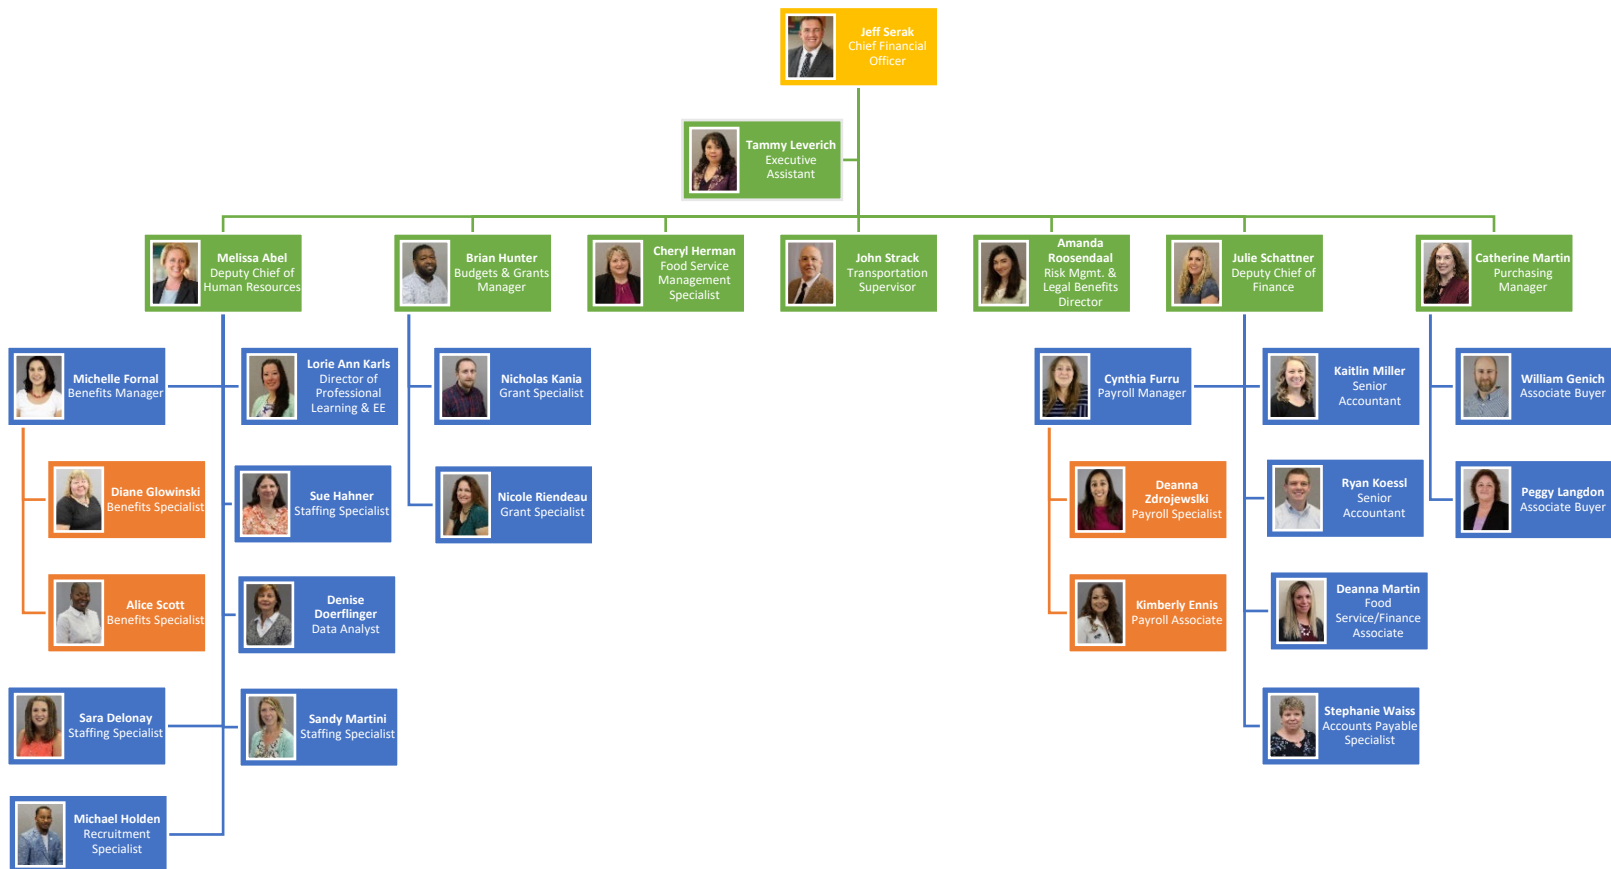 Jeff Serak
Chief Financial
Officer
Tammy Leverich
Executive
Assistant
Melissa Abel
Deputy Chief of
Human Resources
Brian Hunter
Budgets & Grants
Manager
Cheryl Herman
Food Service
Management
Specialist
John Strack
Transportation
Supervisor
Amanda
Roosendaal
Risk Mgmt. &
Legal Benefits
Director
Julie Schattner
Deputy Chief of
Finance
Catherine Martin
Purchasing
Manager
Michelle Fornal
Benefits Manager
Lorie Ann Karls
Director of
Professional
Learning & EE
Nicholas Kania
Grant Specialist
Cynthia Furru
Payroll Manager
Kaitlin Miller
Senior
Accountant
William Genich
Associate Buyer
Diane Glowinski
Benefits Specialist
Sue Hahner
Staffing Specialist
Nicole Riendeau
Grant Specialist
Deanna
Zdrojewslki
Payroll Specialist
Ryan Koessl
Senior
Accountant
Peggy Langdon
Associate Buyer
Alice Scott
Benefits Specialist
Denise
Doerflinger
Data Analyst
Kimberly Ennis
Payroll Associate
Deanna Martin
Food
Service/Finance
Associate
Sara Delonay
Staffing Specialist
Sandy Martini
Staffing Specialist
Stephanie Waiss
Accounts Payable
Specialist
Michael Holden
Recruitment
Specialist